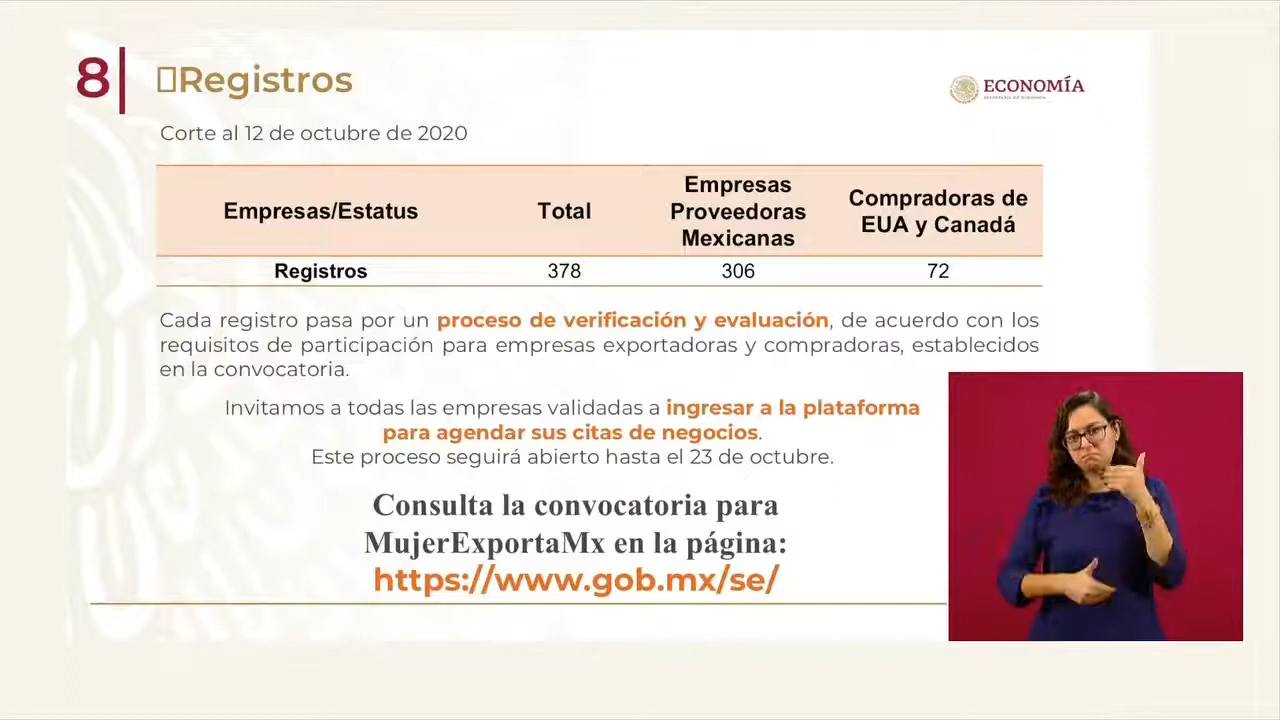 8
Registros
ECONOMÍA
SECRETARÍA DE ECONOMÍA
Corte al 12 de octubre de 2020
Empresas/Estatus Total Empresas Proveedoras Mexicanas Compradoras de EUA y Canadá
Registros 378 306 72
Cada registro pasa por un proceso de verificación y evaluación, de acuerdo con los
requisitos de participación para empresas exportadoras y compradoras, establecidos
en la convocatoria.
Invitamos a todas las empresas validadas a ingresar a la plataforma
para agendar sus citas de negocios.
Este proceso seguirá abierto hasta el 23 de octubre.
Consulta la convocatoria para
MujerExportaMx en la página:
https://www.gob.mx/se/